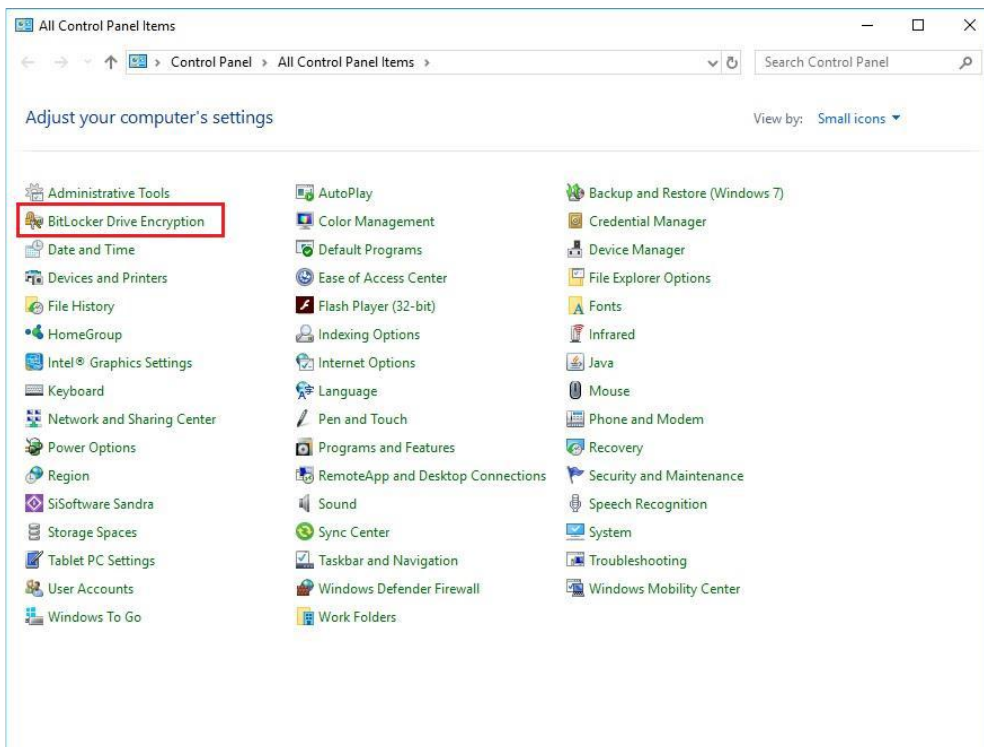 All Control Panel Items
Control Panel > All Control Panel Items >
Search Control Panel
Adjust your computer's settings
View by: Small icons
Administrative Tools
AutoPlay
Backup and Restore (Windows 7)
BitLocker Drive Encryption
Color Management
Credential Manager
Date and Time
Default Programs
Device Manager
Devices and Printers
Ease of Access Center
File Explorer Options
File History
Flash Player (32-bit)
Fonts
HomeGroup
Indexing Options
Infrared
Intel® Graphics Settings
Internet Options
Java
Keyboard
Language
Mouse
Network and Sharing Center
Pen and Touch
Phone and Modem
Power Options
Programs and Features
Recovery
Region
RemoteApp and Desktop Connections
Security and Maintenance
SiSoftware Sandra
Sound
Speech Recognition
Storage Spaces
Sync Center
System
Tablet PC Settings
Taskbar and Navigation
Troubleshooting
User Accounts
Windows Defender Firewall
Windows Mobility Center
Windows To Go
Work Folders